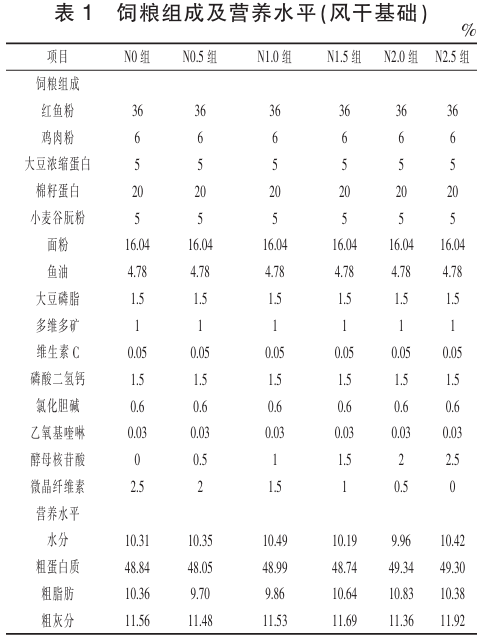 表 1 饲粮组成及营养水平(风干基础)
%
项目 N0 组 N0.5 组 N1.0 组 N1.5 组 N2.0 组 N2.5 组
饲粮组成
红鱼粉 36 36 36 36 36 36
鸡肉粉 6 6 6 6 6 6
大豆浓缩蛋白 5 5 5 5 5 5
棉籽蛋白 20 20 20 20 20 20
小麦谷朊粉 5 5 5 5 5 5
面粉 16.04 16.04 16.04 16.04 16.04 16.04
鱼油 4.78 4.78 4.78 4.78 4.78 4.78
大豆磷脂 1.5 1.5 1.5 1.5 1.5 1.5
多维多矿 1 1 1 1 1 1
维生素 C 0.05 0.05 0.05 0.05 0.05 0.05
磷酸二氢钙 1.5 1.5 1.5 1.5 1.5 1.5
氯化胆碱 0.6 0.6 0.6 0.6 0.6 0.6
乙氧基喹啉 0.03 0.03 0.03 0.03 0.03 0.03
酵母核苷酸 0 0.5 1 1.5 2 2.5
微晶纤维素 2.5 2 1.5 1 0.5 0
营养水平
水分 10.31 10.35 10.49 10.19 9.96 10.42
粗蛋白质 48.84 48.05 48.99 48.74 49.34 49.30
粗脂肪 10.36 9.70 9.86 10.64 10.83 10.38
粗灰分 11.56 11.48 11.53 11.69 11.36 11.92